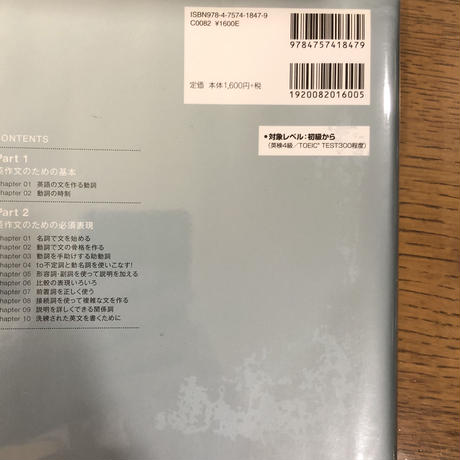 ISBN978-4-7574-1847-9
C0082 ¥1600E
定価 本体1,600円+税
9784757418479
1920082016005
●対象レベル：初級から
（英検4級／TOEIC® TEST300程度）
ONTENTS
Part 1
英作文のための基本
hapter 01 英語の文を作る動詞
hapter 02 動詞の時制
Part 2
英作文のための必須表現
hapter 01 名詞で文を始める
hapter 02 動詞で文の骨格を作る
hapter 03 動詞を手助けする助動詞
hapter 04 to不定詞と動名詞を使いこなす!
hapter 05 形容詞・副詞を使って説明を加える
hapter 06 比較の表現いろいろ
hapter 07 前置詞を正しく使う
hapter 08 接続詞を使って複雑な文を作る
hapter 09 説明を詳しくできる関係詞
hapter 10 洗練された英文を書くために